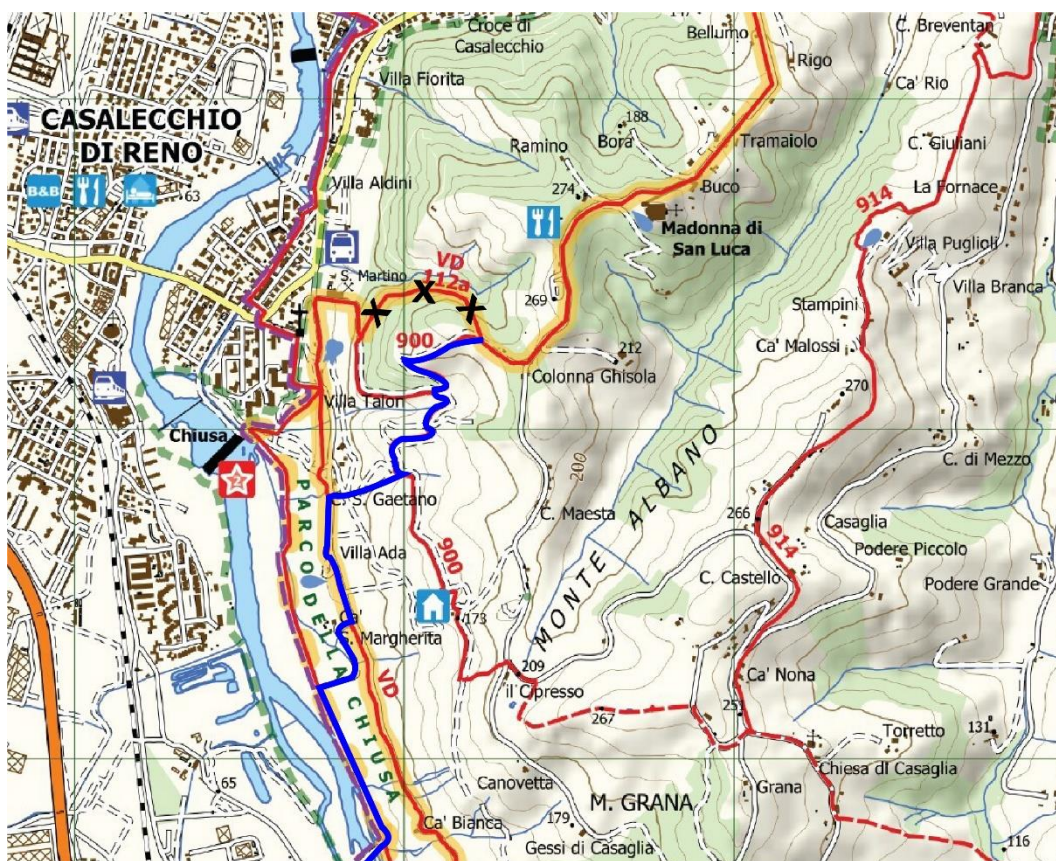 Croce di
Casalecchio
Bellumo
C. Breventan
Rigo
Villa Fiorita
Ca' Rio
CASALECCHIO
DI RENO
188
Bora
Ramino
Tramaiolo
C. Giuliani
B&B
63
Villa Aldini
274
Buco
La Fornace
914
Madonna di
San Luca
Villa Puglioli
VD
112a
S. Martino
X X X
269
Villa Branca
Stampini
900
212
Ca' Malossi
Colonna Ghisola
270
Villa Talon
Chiusa
2
200
C. di Mezzo
C. S. Gaetano
C. Maesta
266
Casaglia
914
Villa Ada
900
Podere Piccolo
C. Castello
Podere Grande
MONTE ALBANO
PARCO DELLA CHIUSA
Ca'
S. Margherita
173
209
il Cipresso
Ca' Nona
VD
267
251
Torretto
131
Chiesa di Casaglia
Canovetta
Grana
65
M. GRANA
Ca' Bianca
179
Gessi di Casaglia
116